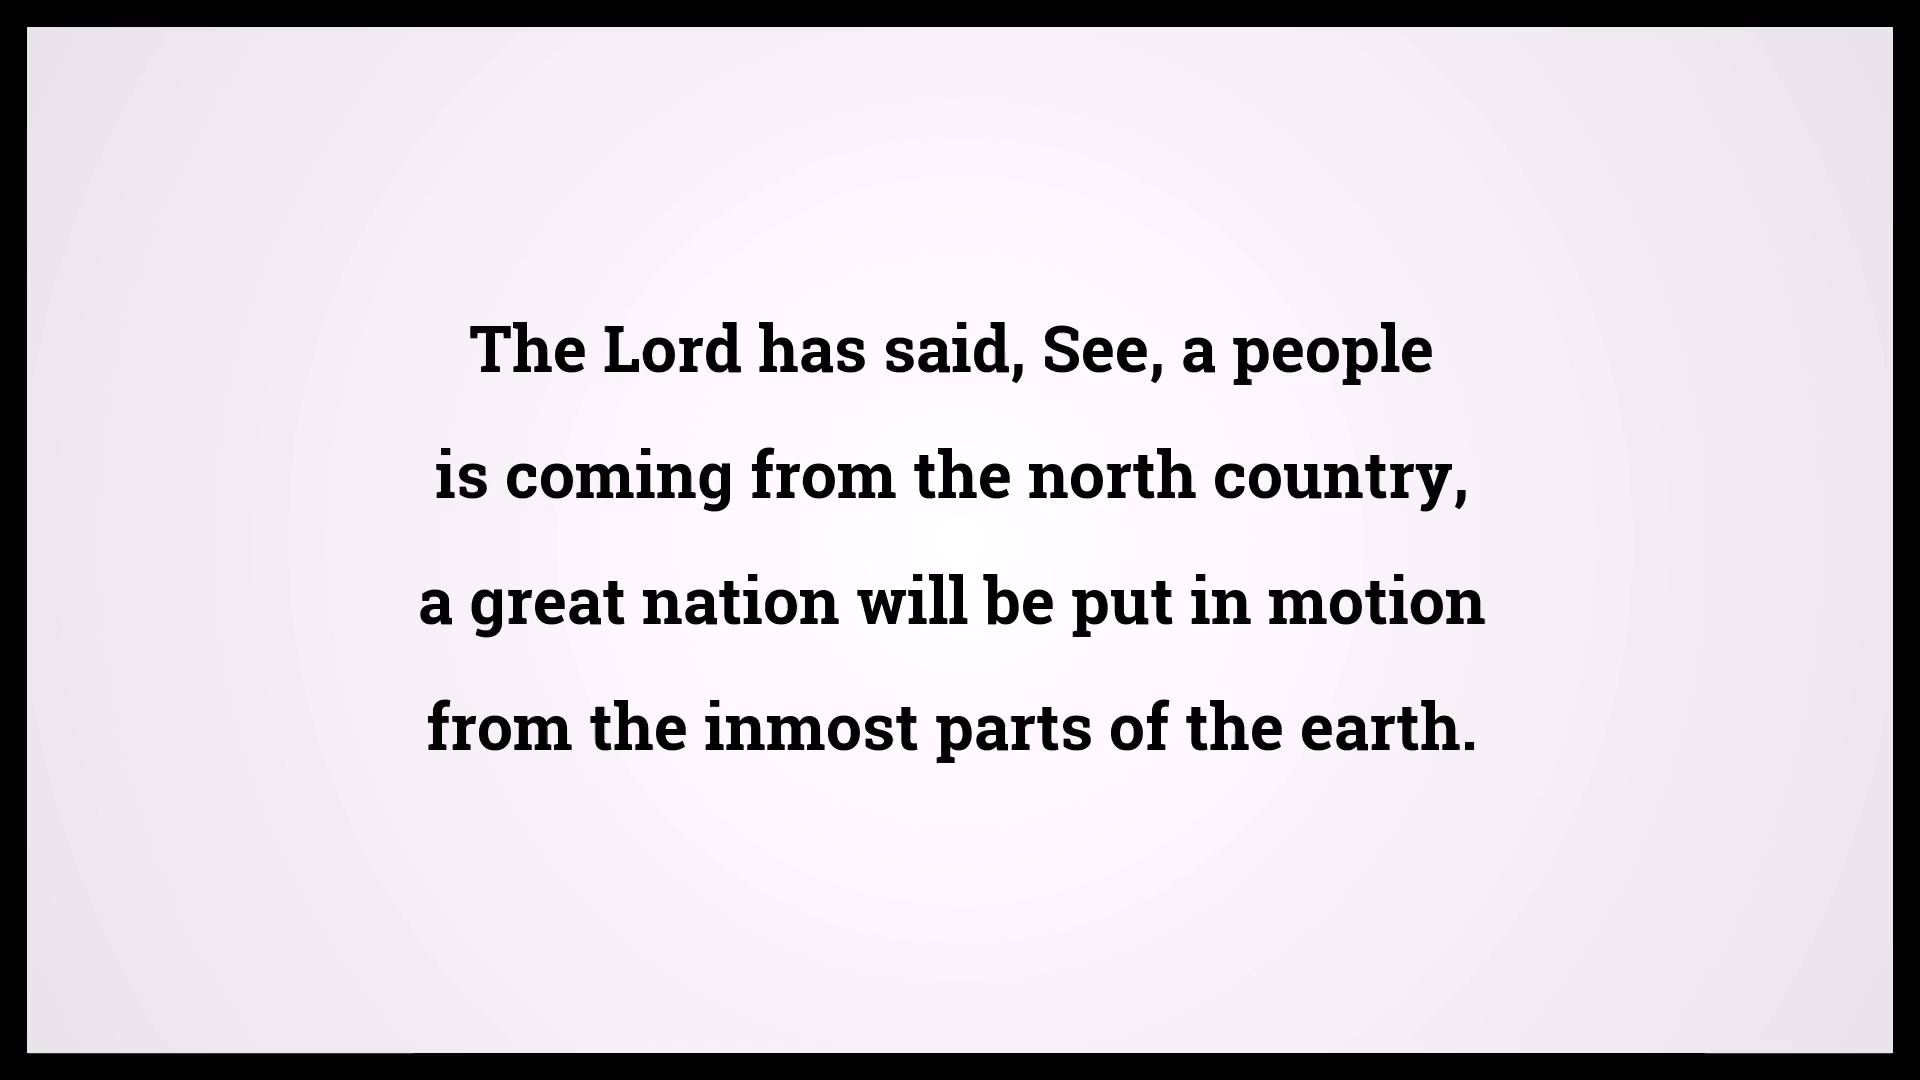 The Lord has said, See, a people
is coming from the north country,
a great nation will be put in motion
from the inmost parts of the earth.